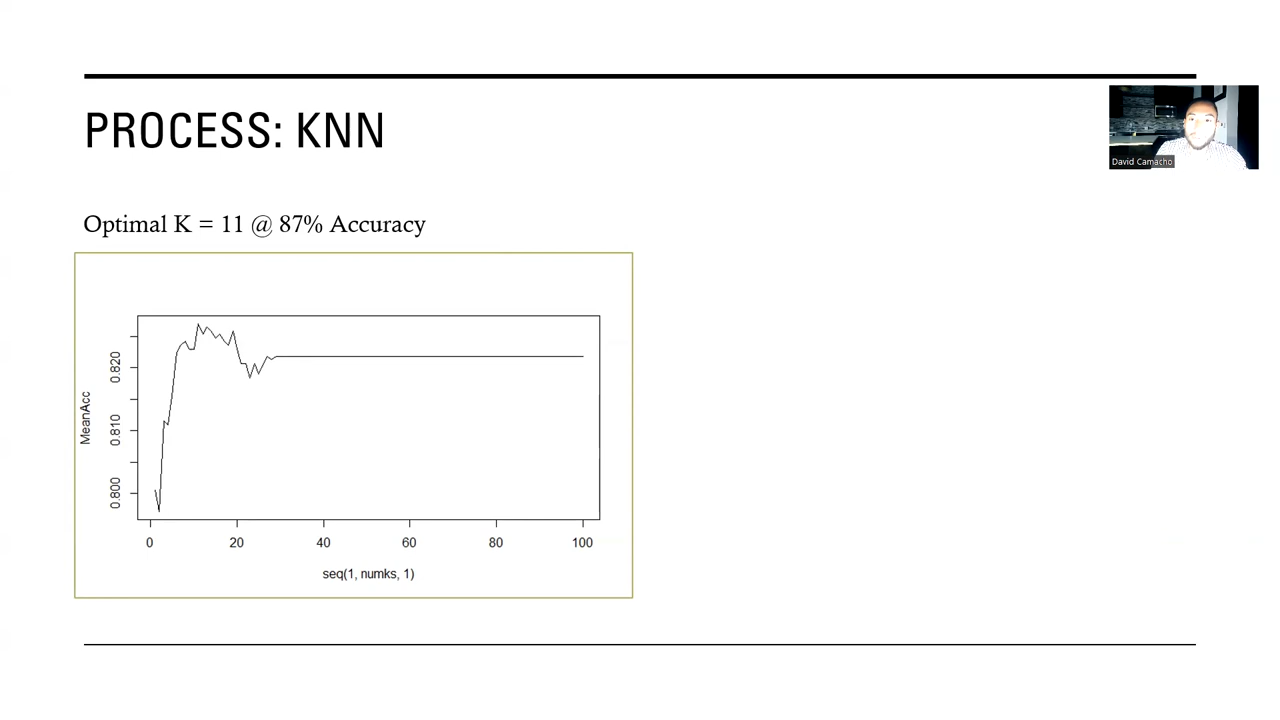 PROCESS: KNN
David Camacho
Optimal K = 11 @ 87% Accuracy
MeanAcc
0.820
0.810
0.800
0 20 40 60 80 100
seq(1, numks, 1)